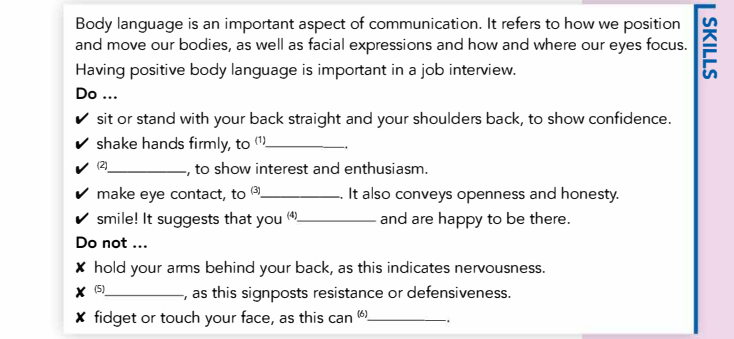 Body language is an important aspect of communication. It refers to how we position
and move our bodies, as well as facial expressions and how and where our eyes focus.
Having positive body language is important in a job interview.
Do ...
✔ sit or stand with your back straight and your shoulders back, to show confidence.
✔ shake hands firmly, to (1)__________.
✔ (2)__________, to show interest and enthusiasm.
✔ make eye contact, to (3)__________. It also conveys openness and honesty.
✔ smile! It suggests that you (4)__________ and are happy to be there.
Do not ...
✘ hold your arms behind your back, as this indicates nervousness.
✘ (5)__________, as this signposts resistance or defensiveness.
✘ fidget or touch your face, as this can (6)__________.
SKILLS